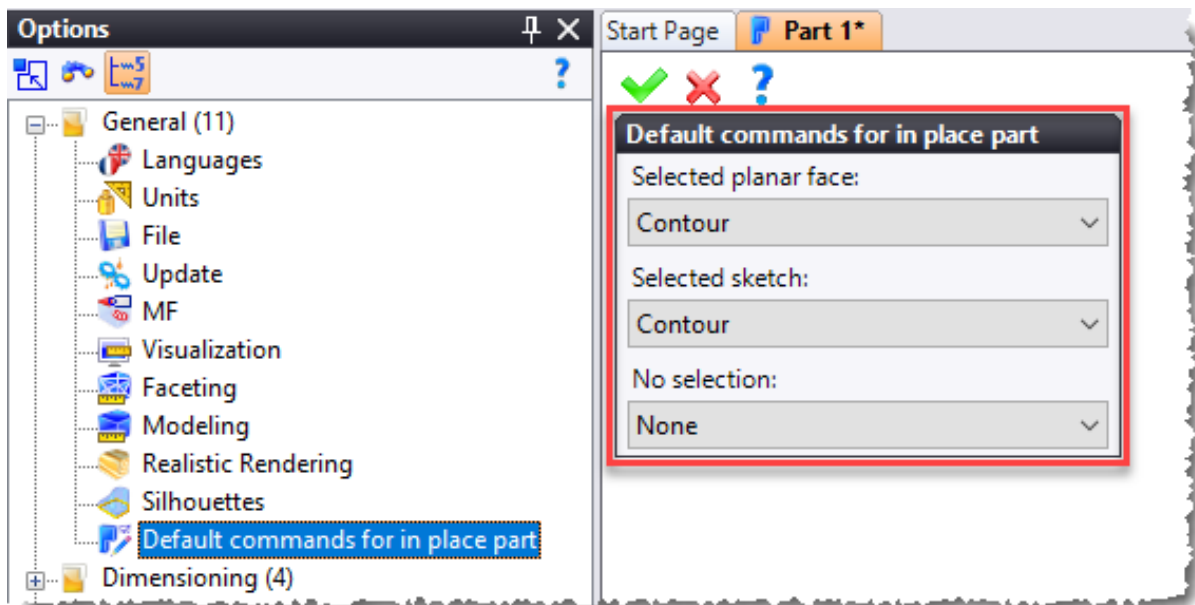 Options
General (11)
Languages
Units
File
Update
MF
Visualization
Faceting
Modeling
Realistic Rendering
Silhouettes
Default commands for in place part
Dimensioning (4)
Start Page
Part 1*
Default commands for in place part
Selected planar face:
Contour
Selected sketch:
Contour
No selection:
None